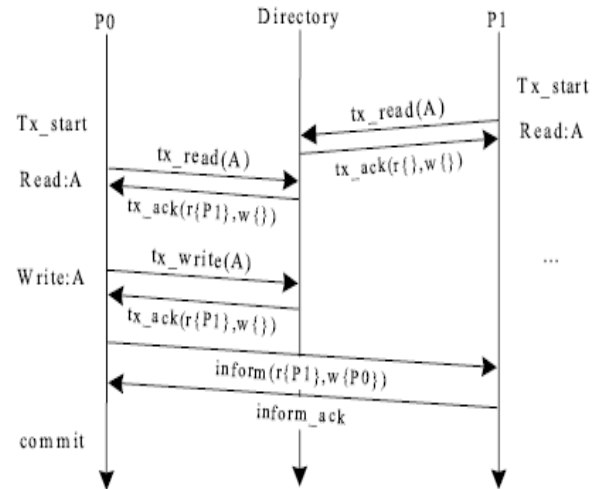 P0 Directory P1
Tx_start
tx_read(A)
Tx_start
Read:A
tx_read(A)
tx_ack(r{},w{})
Read:A
tx_ack(r{P1},w{})
tx_write(A)
...
Write:A
tx_ack(r{P1},w{})
inform(r{P1},w{P0})
inform_ack
commit